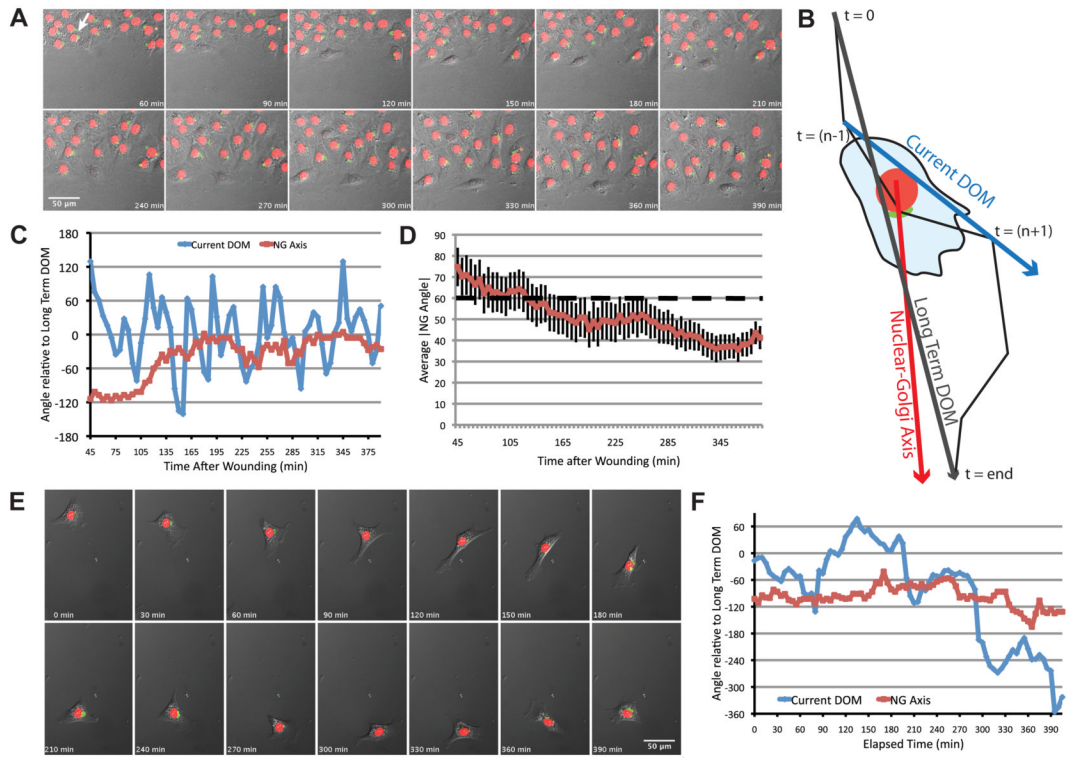 A
60 min
90 min
120 min
150 min
180 min
210 min
50 µm
240 min
270 min
300 min
330 min
360 min
390 min
B
t = 0
t = (n-1)
Current DOM
t = (n+1)
Long Term DOM
Nuclear-Golgi Axis
t = end
C
Angle relative to Long Term DOM
180
120
60
0
-60
-120
-180
Current DOM
NG Axis
45 75 105 135 165 195 225 255 285 315 345 375
Time After Wounding (min)
D
Average |NG Angle|
90
80
70
60
50
40
30
20
10
0
45 105 165 225 285 345
Time after Wounding (min)
E
0 min
30 min
60 min
90 min
120 min
150 min
180 min
210 min
240 min
270 min
300 min
330 min
360 min
390 min
50 µm
F
Angle relative to Long Term DOM
60
0
-60
-120
-180
-240
-300
-360
Current DOM
NG Axis
0 30 60 90 120 150 180 210 240 270 300 330 360 390
Elapsed Time (min)